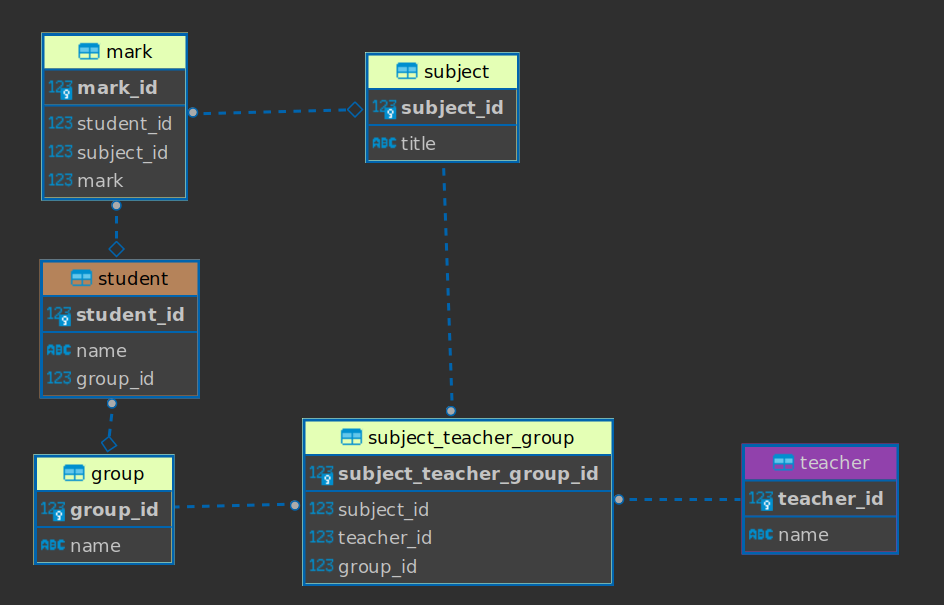 mark
123 mark_id
123 student_id
123 subject_id
123 mark
subject
123 subject_id
ABC title
student
123 student_id
ABC name
123 group_id
group
123 group_id
ABC name
subject_teacher_group
123 subject_teacher_group_id
123 subject_id
123 teacher_id
123 group_id
teacher
123 teacher_id
ABC name